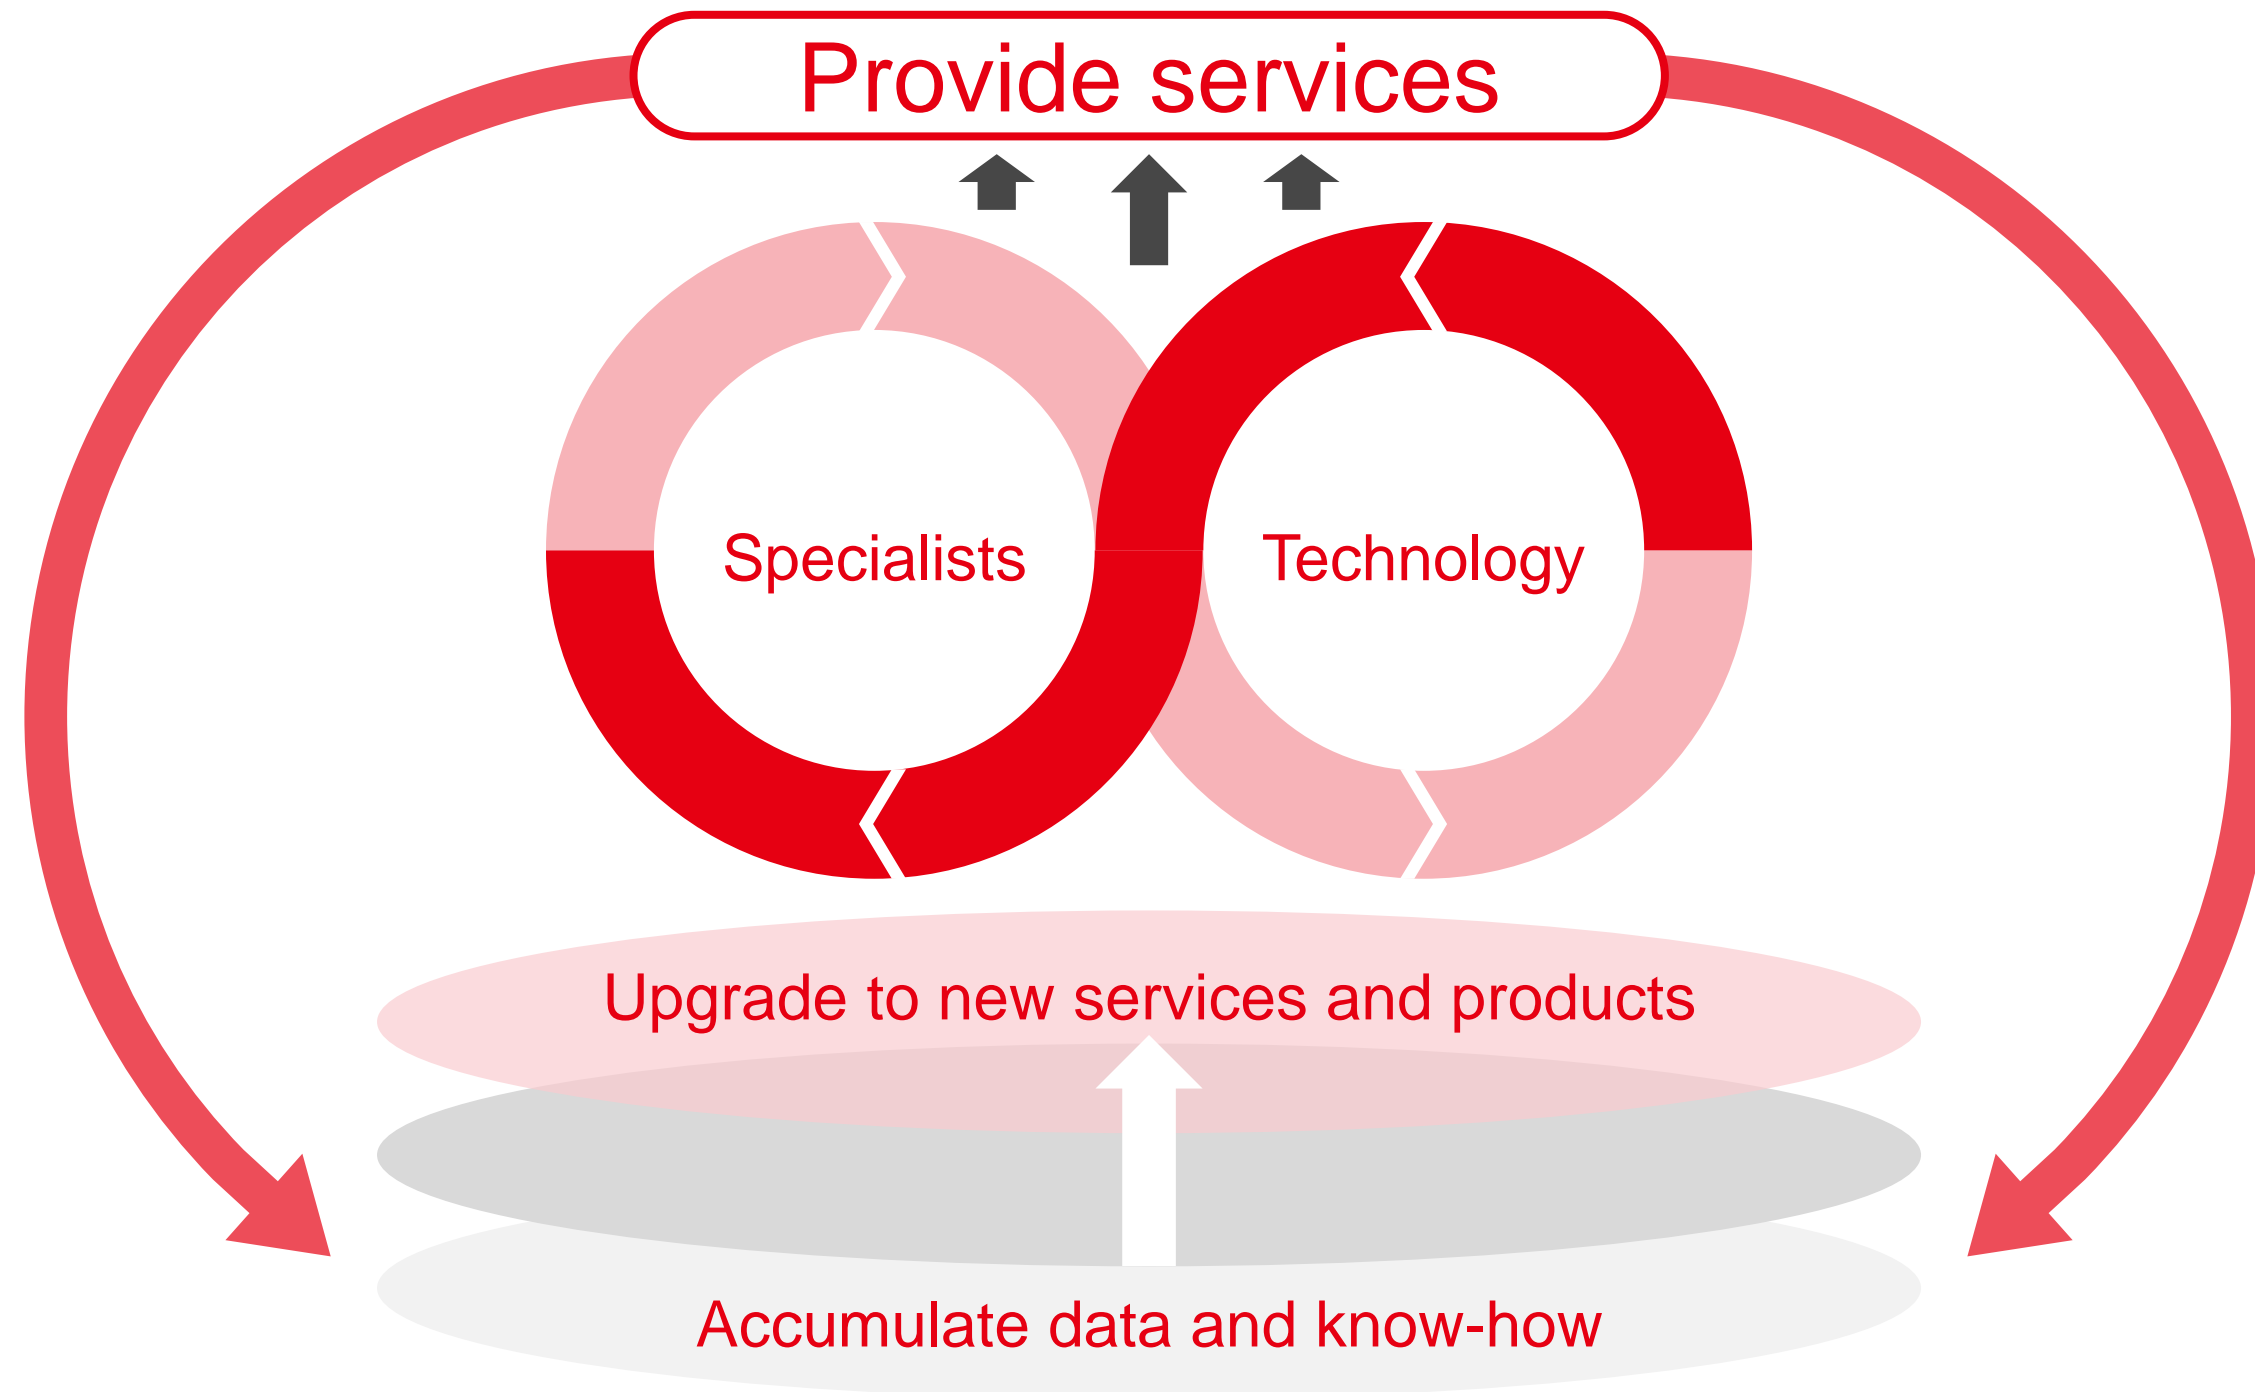 Provide services
Specialists
Technology
Upgrade to new services and products
Accumulate data and know-how